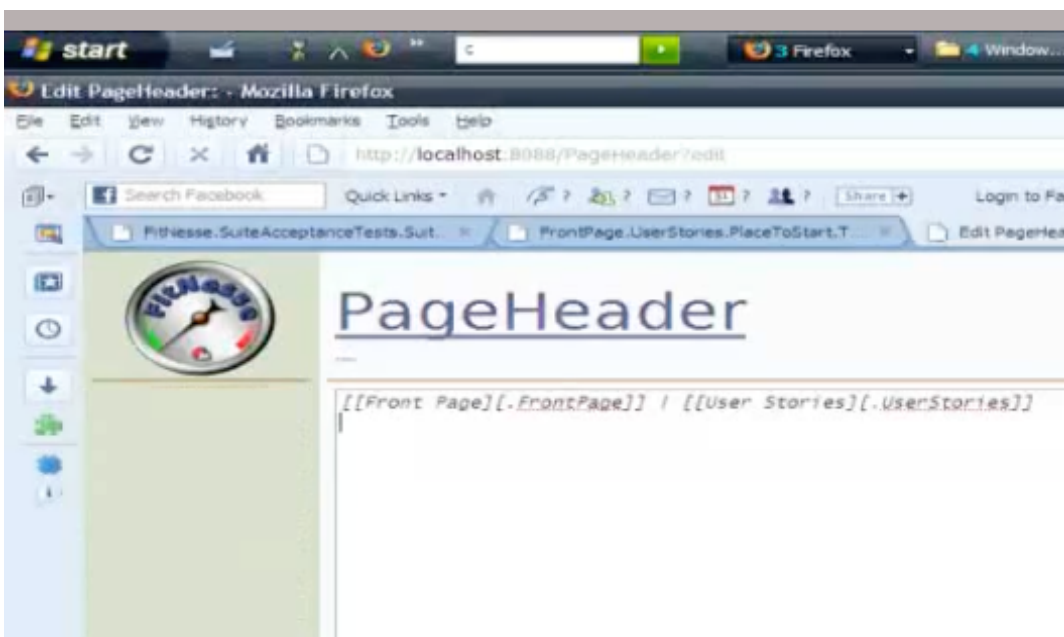 start c 3 Firefox 4 Window...
Edit PageHeader: - Mozilla Firefox
File Edit View History Bookmarks Tools Help
http://localhost:8088/PageHeader?edit
Search Facebook Quick Links ? ? ? 31 ? ? Share + Login to Fa
FitNesse.SuiteAcceptanceTests.Suit... FrontPage.UserStories.PlaceToStart.T... Edit PageHea
FitNesse
PageHeader
[[Front Page][.FrontPage]] | [[User Stories][.UserStories]]